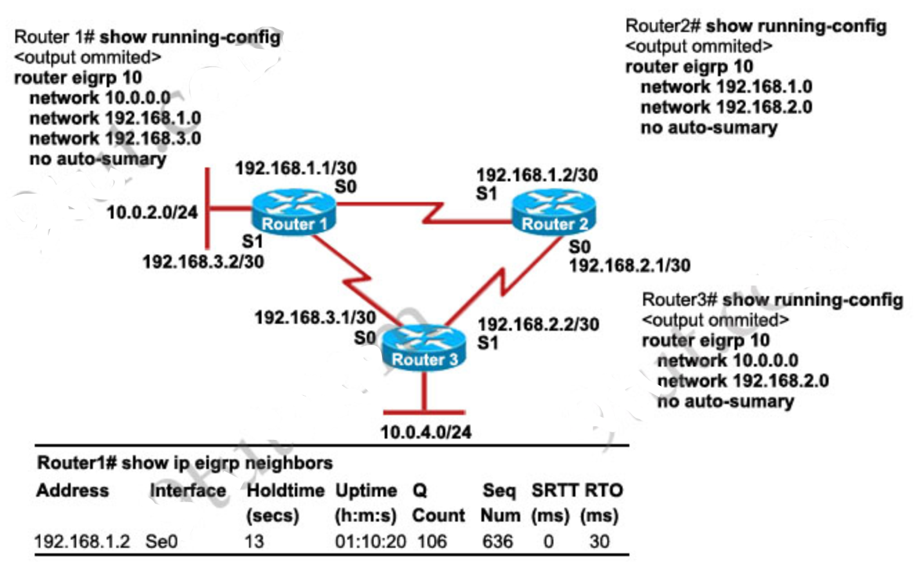 Router 1# show running-config
<output ommited>
router eigrp 10
network 10.0.0.0
network 192.168.1.0
network 192.168.3.0
no auto-sumary
Router2# show running-config
<output ommited>
router eigrp 10
network 192.168.1.0
network 192.168.2.0
no auto-sumary
192.168.1.1/30
S0
192.168.1.2/30
S1
10.0.2.0/24
Router 1
Router 2
S1
192.168.3.2/30
S0
192.168.2.1/30
192.168.3.1/30
S0
192.168.2.2/30
S1
Router 3
10.0.4.0/24
Router3# show running-config
<output ommited>
router eigrp 10
network 10.0.0.0
network 192.168.2.0
no auto-sumary
Router1# show ip eigrp neighbors
Address Interface Holdtime Uptime Q Seq SRTT RTO
(secs) (h:m:s) Count Num (ms) (ms)
192.168.1.2 Se0 13 01:10:20 106 636 0 30